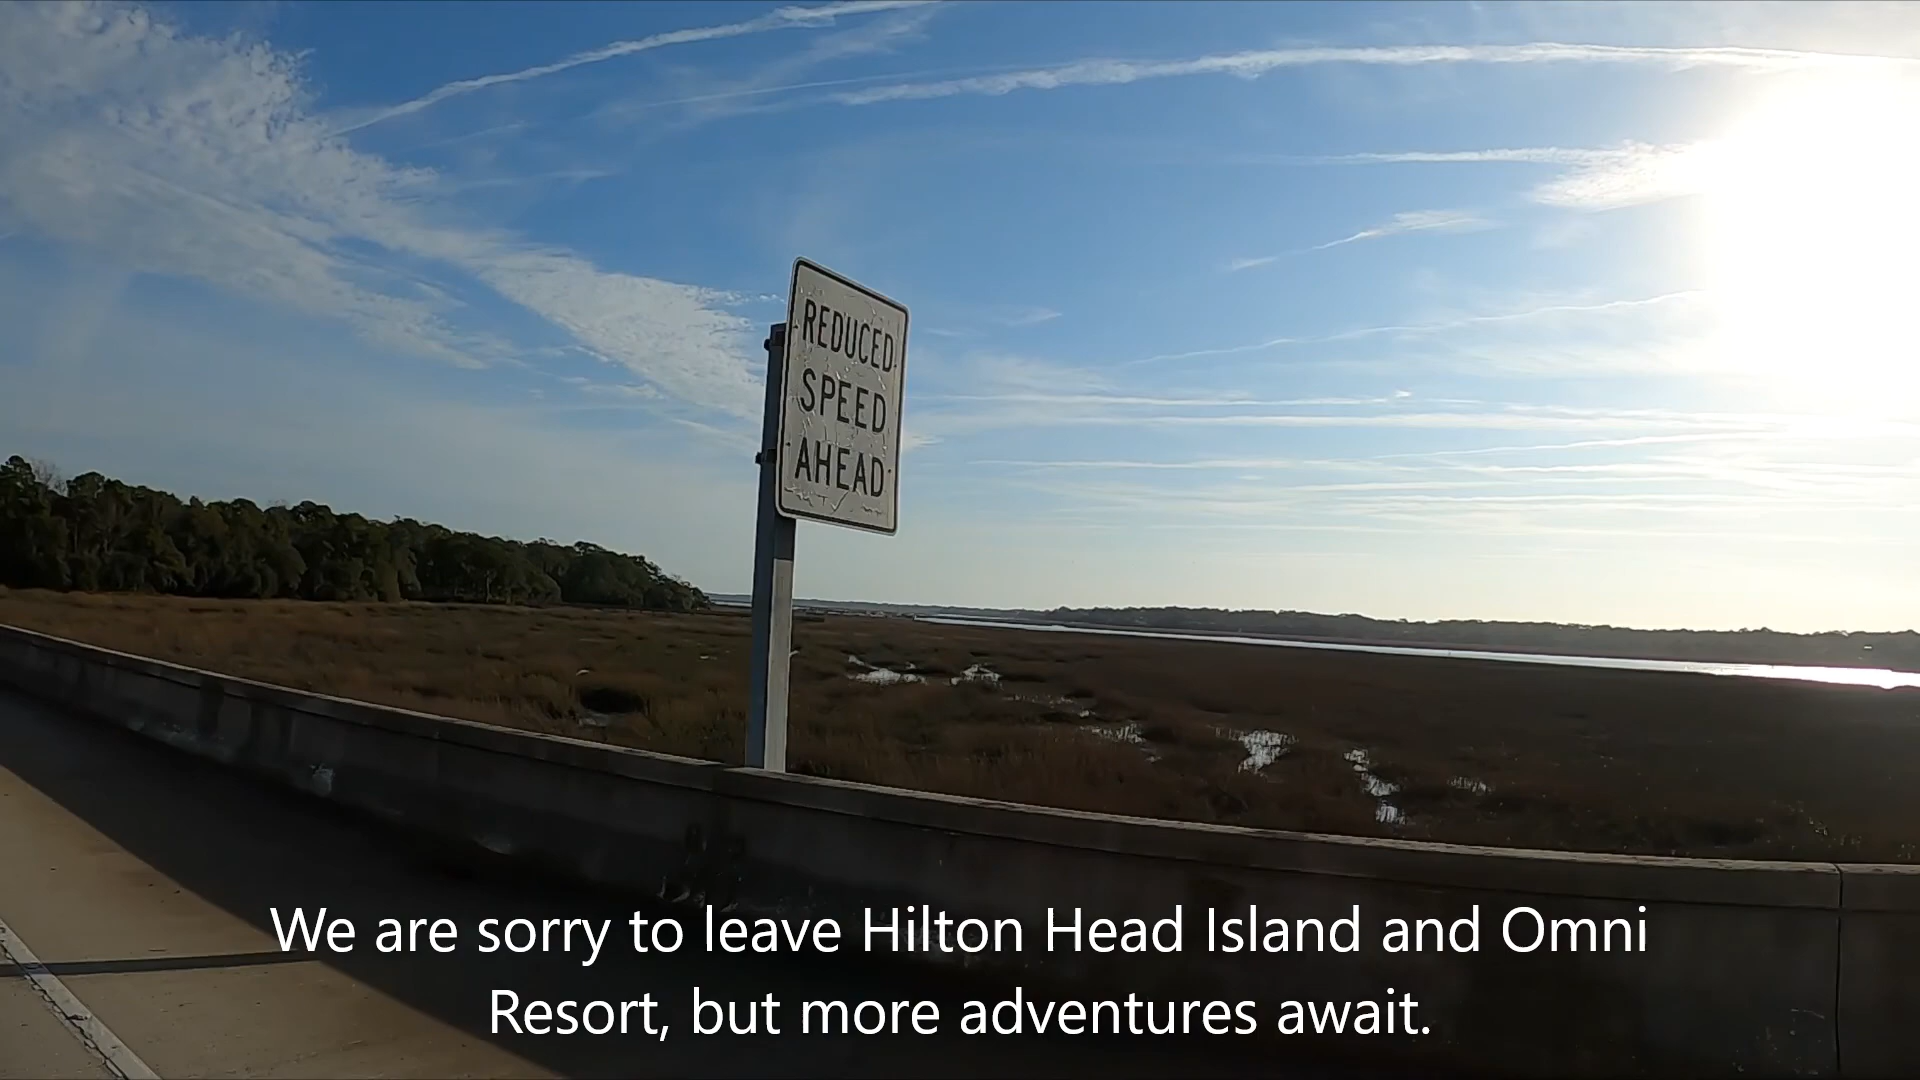 REDUCED
SPEED
AHEAD
We are sorry to leave Hilton Head Island and Omni
Resort, but more adventures await.